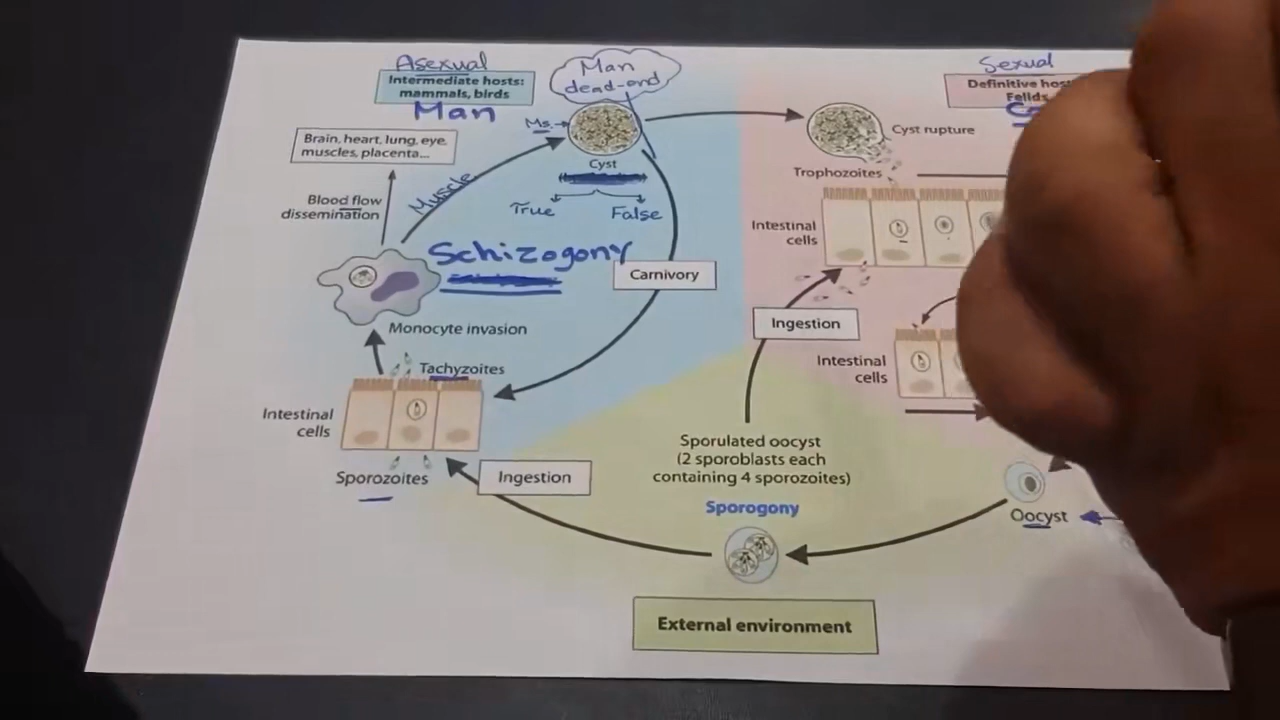 Asexual
Intermediate hosts:
mammals, birds
Man
Man
dead-end
Sexual
Definitive
Felids
Ms.
Cyst
True
False
Brain, heart, lung, eye,
muscles, placenta...
Blood flow
dissemination
Muscle
Schizogony
Carnivory
Monocyte invasion
Tachyzoites
Intestinal
cells
Sporozoites
Ingestion
Cyst rupture
Trophozoites
Intestinal
cells
Ingestion
Intestinal
cells
Sporulated oocyst
(2 sporoblasts each
containing 4 sporozoites)
Sporogony
Oocyst
External environment